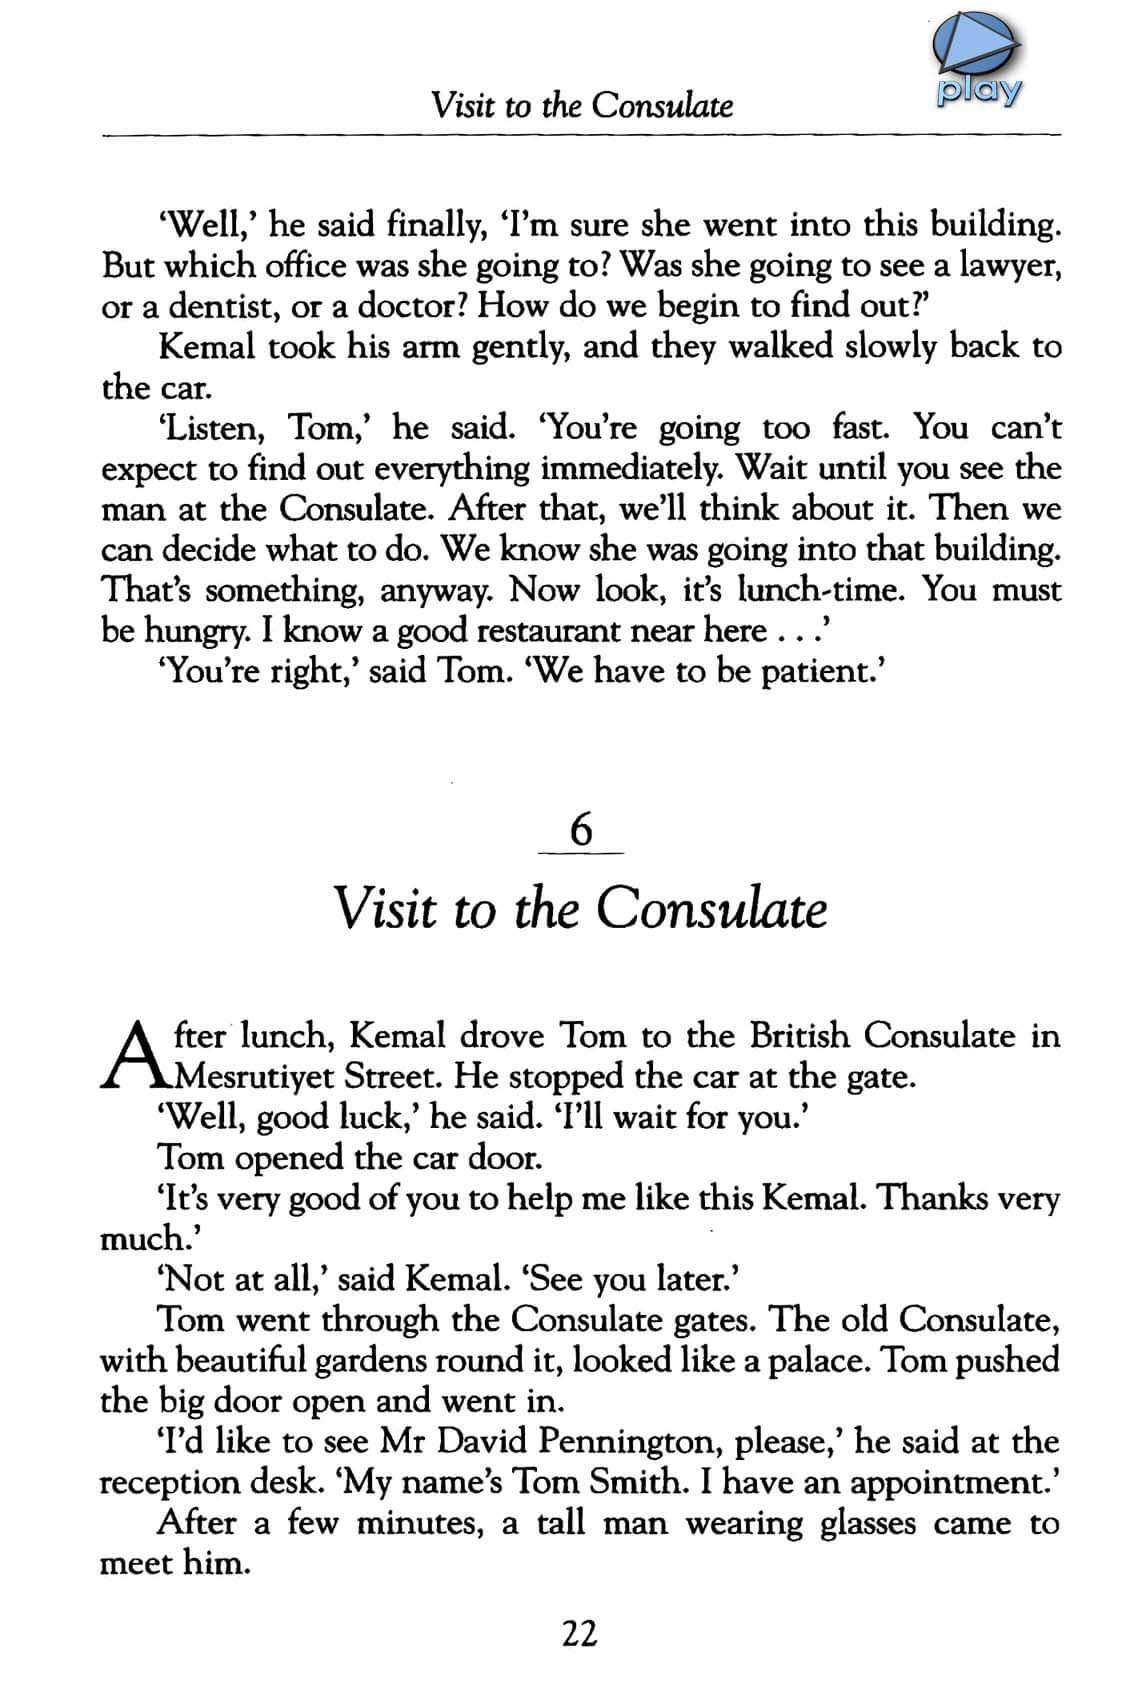 play
Visit to the Consulate
‘Well,’ he said finally, ‘I’m sure she went into this building.
But which office was she going to? Was she going to see a lawyer,
or a dentist, or a doctor? How do we begin to find out?’
Kemal took his arm gently, and they walked slowly back to
the car.
‘Listen, Tom,’ he said. ‘You’re going too fast. You can’t
expect to find out everything immediately. Wait until you see the
man at the Consulate. After that, we’ll think about it. Then we
can decide what to do. We know she was going into that building.
That’s something, anyway. Now look, it’s lunch-time. You must
be hungry. I know a good restaurant near here . . .’
‘You’re right,’ said Tom. ‘We have to be patient.’
6
Visit to the Consulate
After lunch, Kemal drove Tom to the British Consulate in
Mesrutiyet Street. He stopped the car at the gate.
‘Well, good luck,’ he said. ‘I’ll wait for you.’
Tom opened the car door.
‘It’s very good of you to help me like this Kemal. Thanks very
much.’
‘Not at all,’ said Kemal. ‘See you later.’
Tom went through the Consulate gates. The old Consulate,
with beautiful gardens round it, looked like a palace. Tom pushed
the big door open and went in.
‘I’d like to see Mr David Pennington, please,’ he said at the
reception desk. ‘My name’s Tom Smith. I have an appointment.’
After a few minutes, a tall man wearing glasses came to
meet him.
22